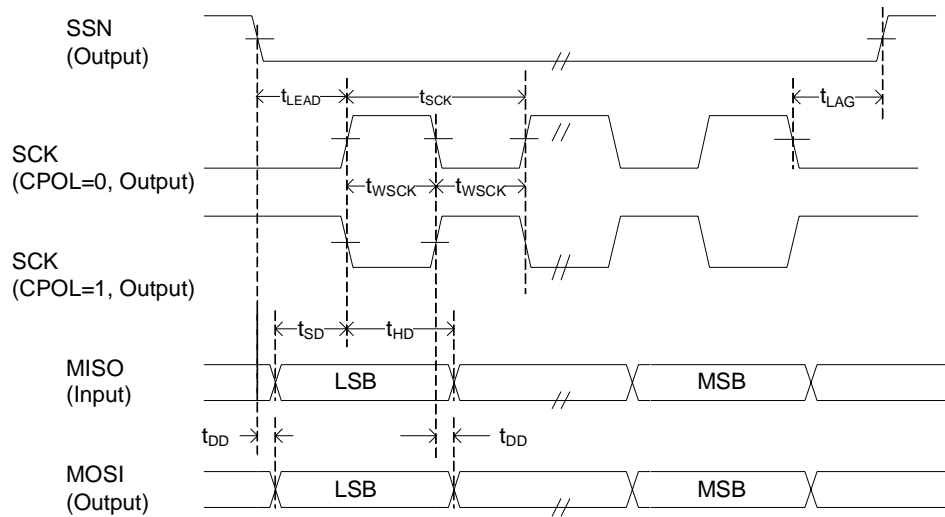 SSN
(Output)
tLEAD
tSCK
tLAG
SCK
(CPOL=0, Output)
tWSCK tWSCK
SCK
(CPOL=1, Output)
tSD
tHD
MISO
(Input)
LSB
MSB
tDD
tDD
MOSI
(Output)
LSB
MSB